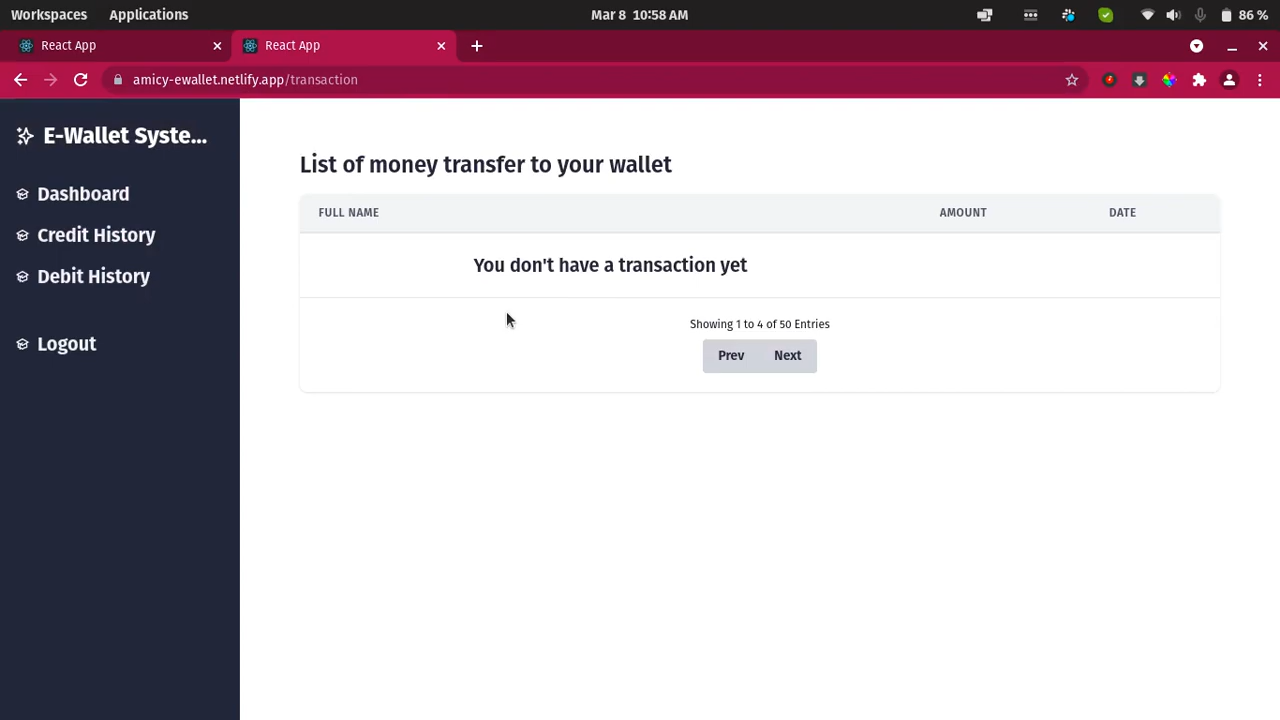 Workspaces Applications Mar 8 10:58 AM 86 %
React App React App
amicy-ewallet.netlify.app/transaction
E-Wallet Syste...
Dashboard
Credit History
Debit History
Logout
List of money transfer to your wallet
FULL NAME AMOUNT DATE
You don't have a transaction yet
Showing 1 to 4 of 50 Entries
Prev Next